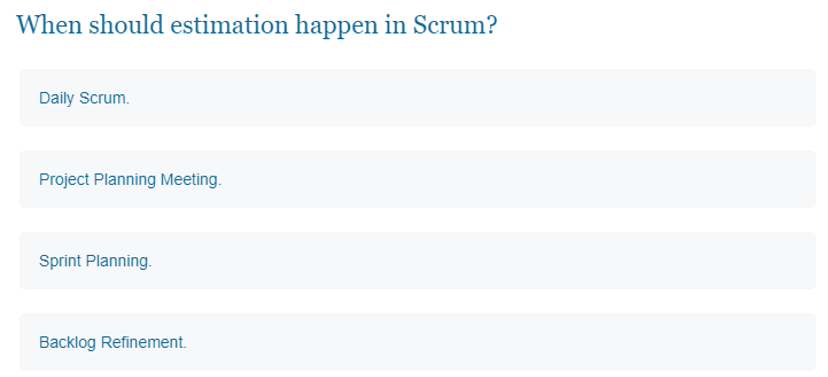 When should estimation happen in Scrum?
Daily Scrum.
Project Planning Meeting.
Sprint Planning.
Backlog Refinement.